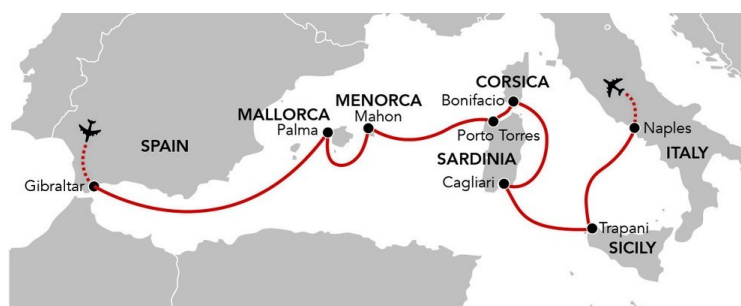 CORSICA
Bonifacio
MALLORCA
MENORCA
Palma
Mahon
Porto Torres
Naples
SPAIN
SARDINIA
ITALY
Gibraltar
Cagliari
Trapani
SICILY